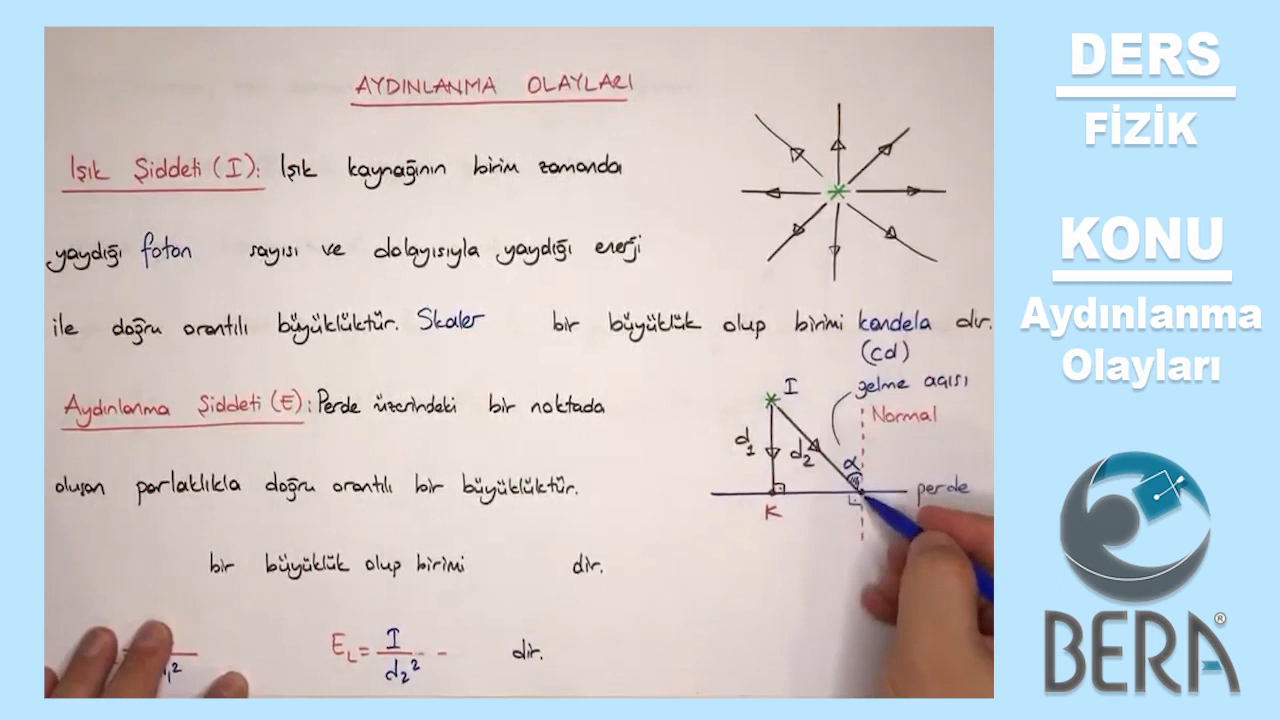 AYDINLANMA OLAYLARI
Işık Şiddeti (I): Işık kaynağının birim zamanda
yaydığı foton sayısı ve dolayısıyla yaydığı enerji
ile doğru orantılı büyüklüktür. Skaler bir büyüklük olup birimi kandela dır.
(cd)
Aydınlanma Şiddeti (E): Perde üzerindeki bir noktada
oluşan parlaklıkla doğru orantılı bir büyüklüktür.
bir büyüklük olup birimi dir.
E_L = I / d₂² dir.
I
gelme açısı
Normal
d₁
d₂
α
perde
K
DERS
FİZİK
KONU
Aydınlanma
Olayları
BERA®